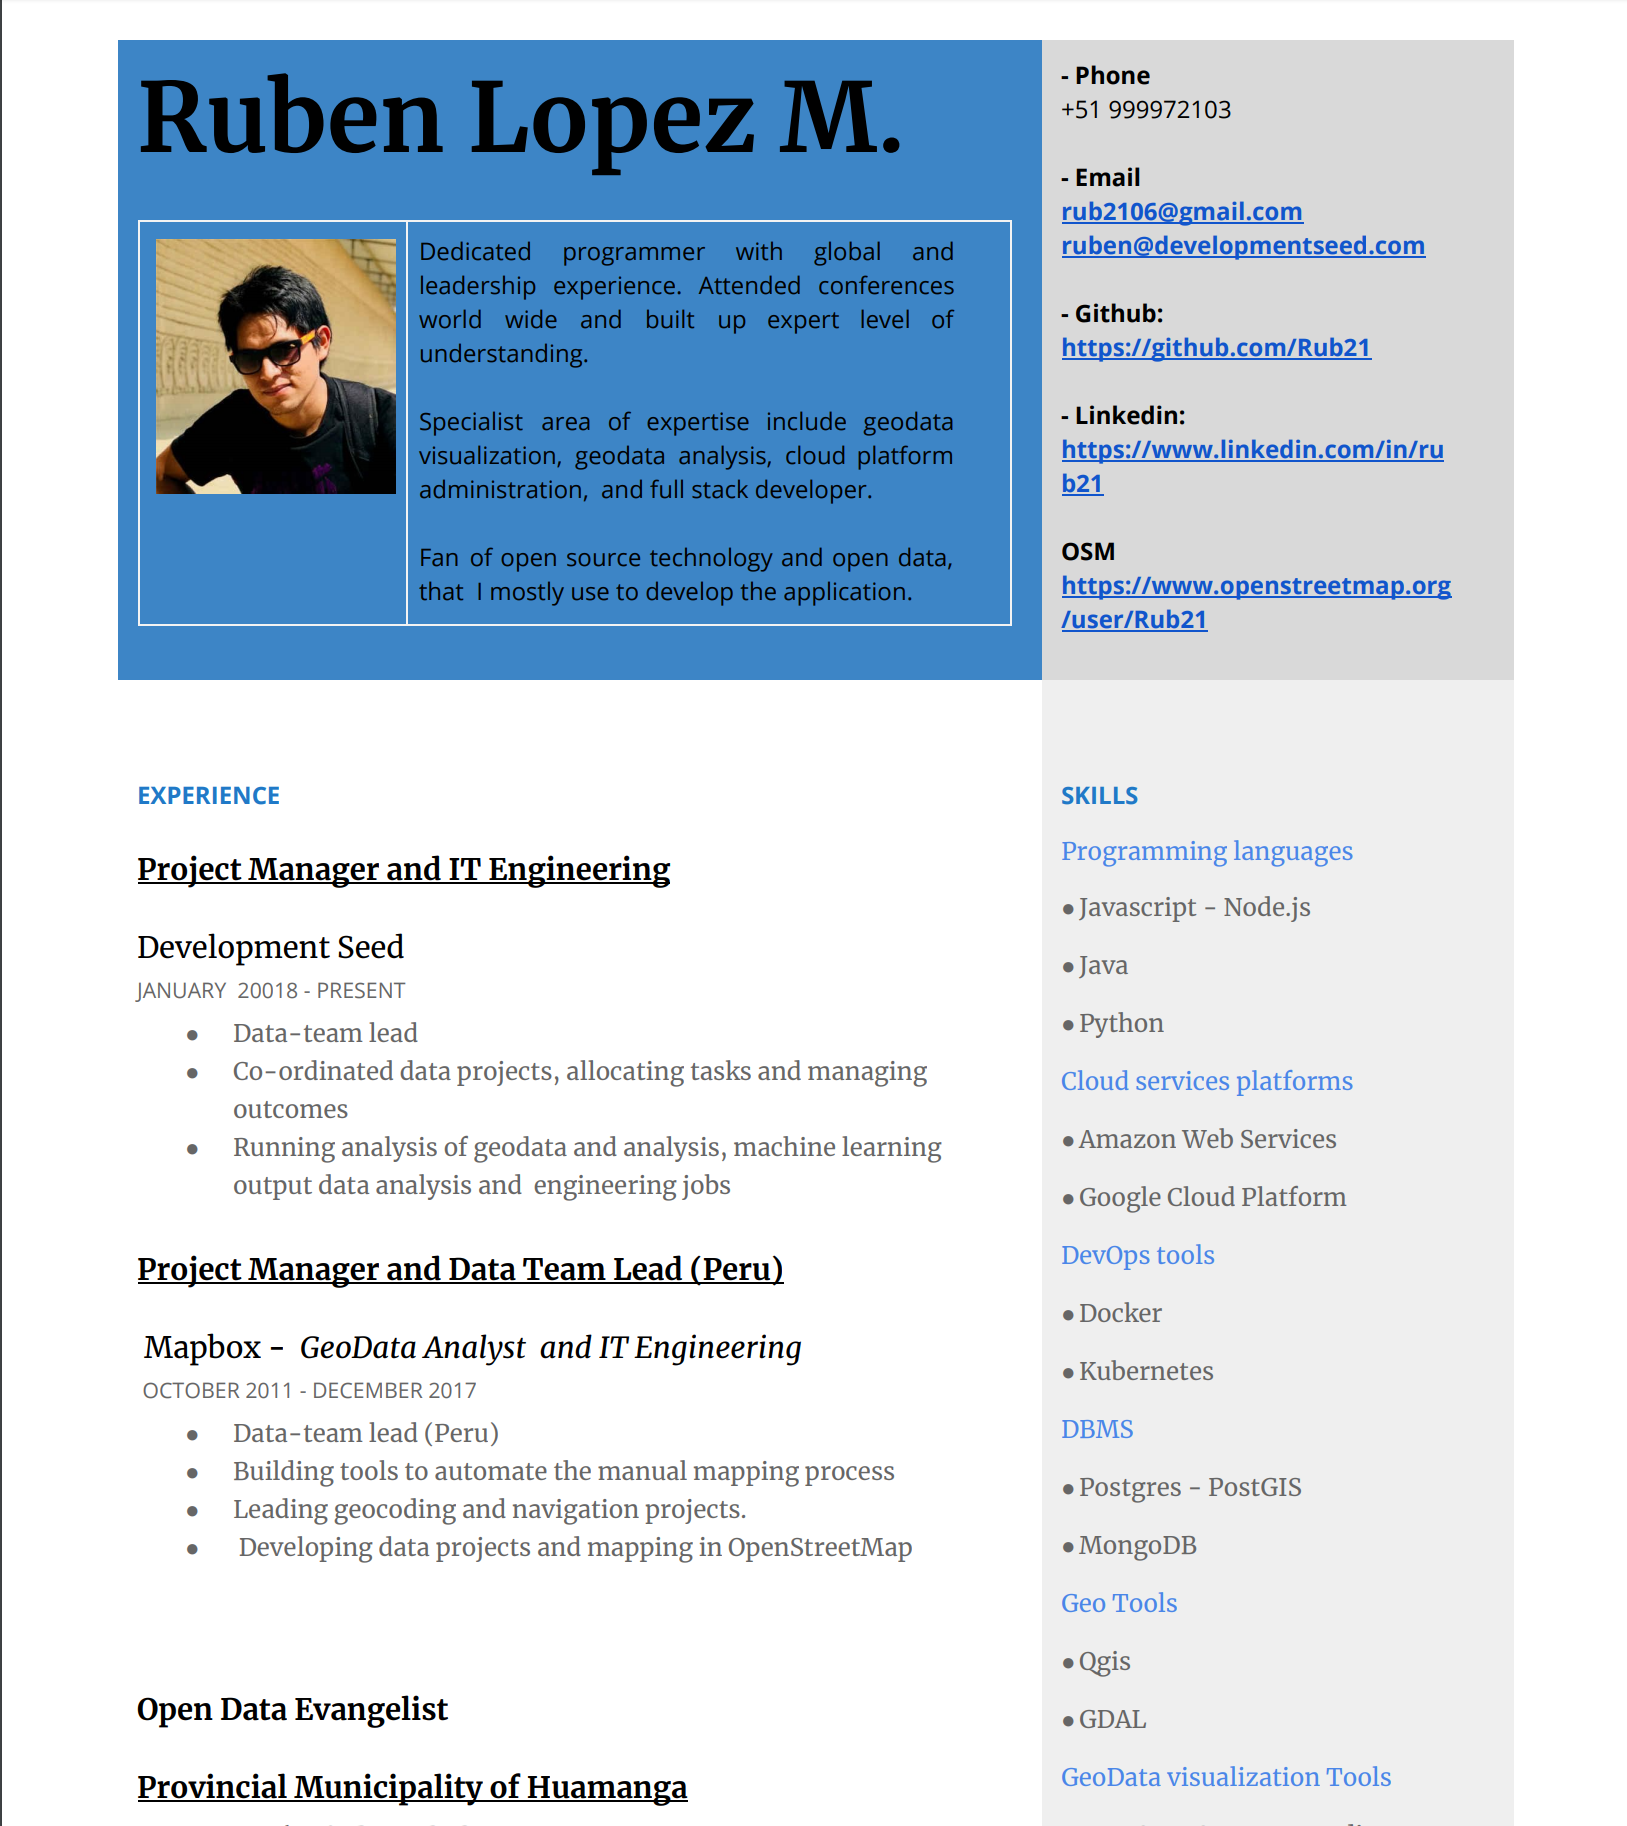 Ruben Lopez M.
Dedicated programmer with global and
leadership experience. Attended conferences
world wide and built up expert level of
understanding.
Specialist area of expertise include geodata
visualization, geodata analysis, cloud platform
administration, and full stack developer.
Fan of open source technology and open data,
that I mostly use to develop the application.
- Phone
+51 999972103
- Email
rub2106@gmail.com
ruben@developmentseed.com
- Github:
https://github.com/Rub21
- Linkedin:
https://www.linkedin.com/in/ru
b21
OSM
https://www.openstreetmap.org
/user/Rub21
EXPERIENCE
Project Manager and IT Engineering
Development Seed
JANUARY 20018 - PRESENT
● Data-team lead
● Co-ordinated data projects, allocating tasks and managing
outcomes
● Running analysis of geodata and analysis, machine learning
output data analysis and engineering jobs
Project Manager and Data Team Lead (Peru)
Mapbox - GeoData Analyst and IT Engineering
OCTOBER 2011 - DECEMBER 2017
● Data-team lead (Peru)
● Building tools to automate the manual mapping process
● Leading geocoding and navigation projects.
● Developing data projects and mapping in OpenStreetMap
Open Data Evangelist
Provincial Municipality of Huamanga
SKILLS
Programming languages
● Javascript - Node.js
● Java
● Python
Cloud services platforms
● Amazon Web Services
● Google Cloud Platform
DevOps tools
● Docker
● Kubernetes
DBMS
● Postgres - PostGIS
● MongoDB
Geo Tools
● Qgis
● GDAL
GeoData visualization Tools